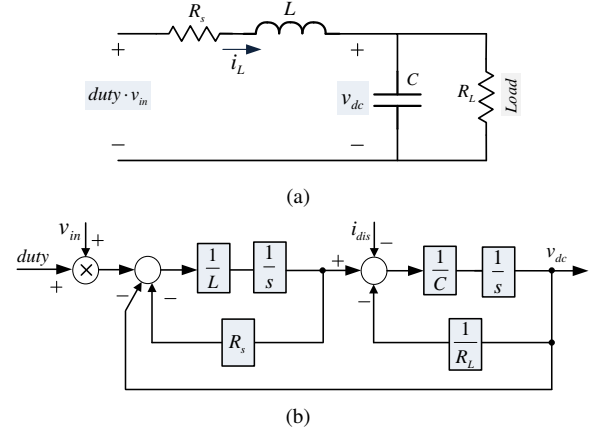 R_s
L
+
+
i_L
duty · v_in
v_dc
C
R_L
Load
−
−
(a)
v_in
i_dis
v_dc
duty
+
×
+
−
−
1/L
1/s
+
−
−
1/C
1/s
R_s
1/R_L
(b)